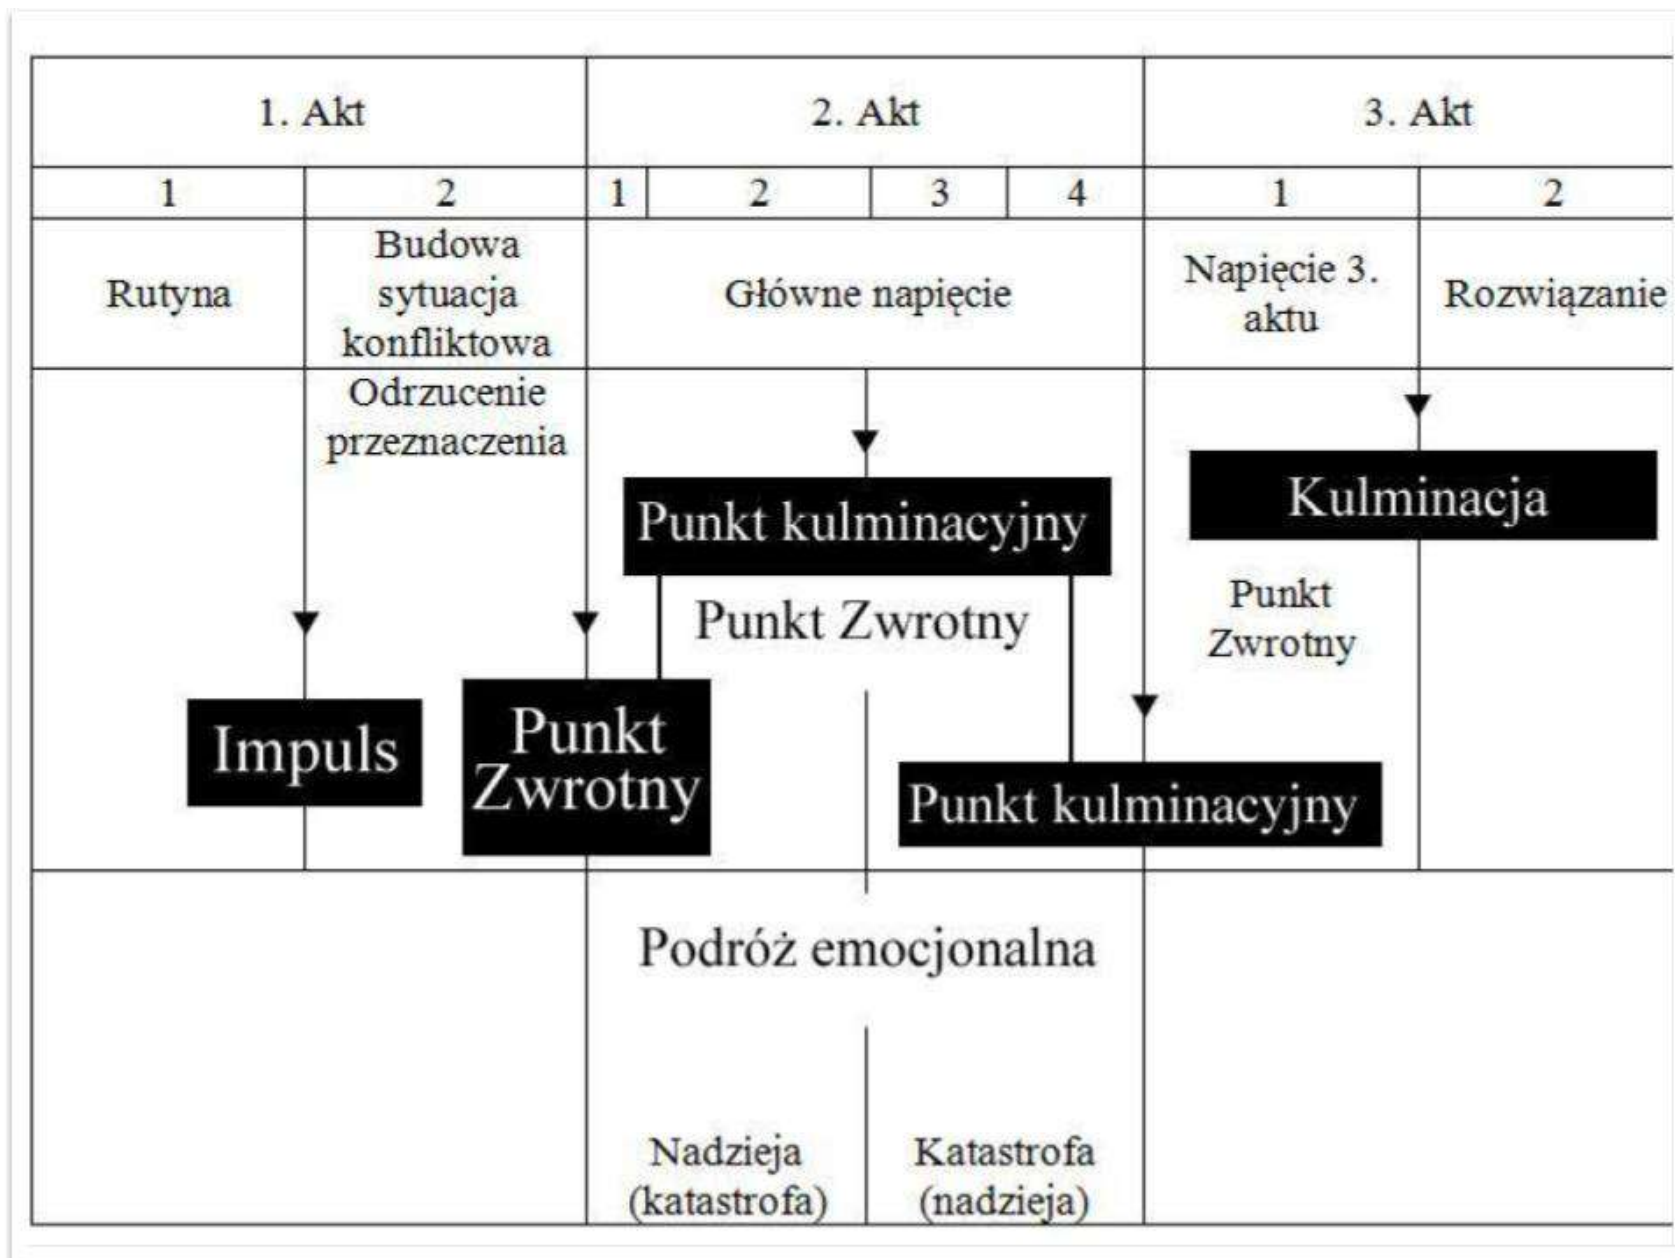 1. Akt
2. Akt
3. Akt
1
2
1
2
3
4
1
2
Rutyna
Budowa
sytuacja
konfliktowa
Główne napięcie
Napięcie 3.
aktu
Rozwiązanie
Odrzucenie
przeznaczenia
Punkt kulminacyjny
Kulminacja
Punkt Zwrotny
Punkt
Zwrotny
Impuls
Punkt
Zwrotny
Punkt kulminacyjny
Podróż emocjonalna
Nadzieja
(katastrofa)
Katastrofa
(nadzieja)